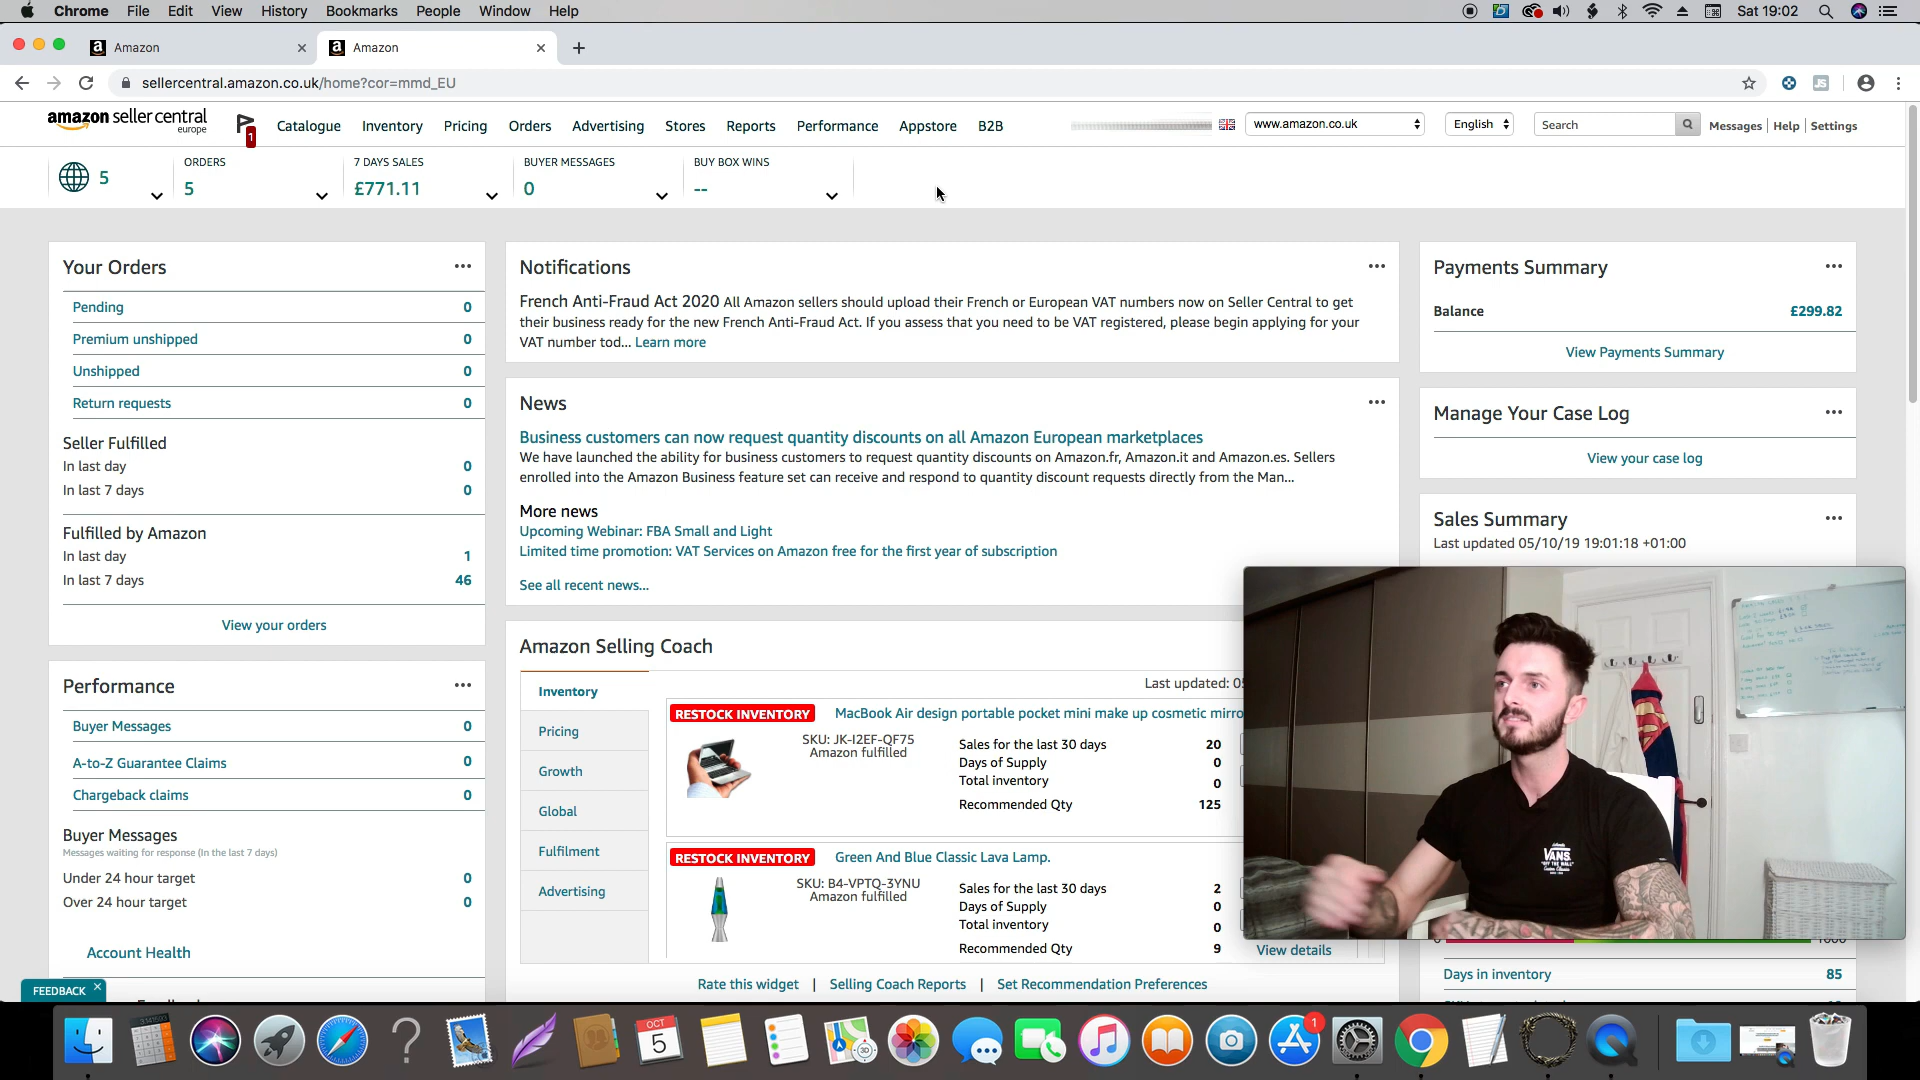 Chrome File Edit View History Bookmarks People Window Help
Sat 19:02
Amazon
Amazon
sellercentral.amazon.co.uk/home?cor=mmd_EU
JS
amazon seller central
europe
1
Catalogue Inventory Pricing Orders Advertising Stores Reports Performance Appstore B2B
www.amazon.co.uk
English
Search
Messages | Help | Settings
5
ORDERS
5
7 DAYS SALES
£771.11
BUYER MESSAGES
0
BUY BOX WINS
--
Your Orders
Pending 0
Premium unshipped 0
Unshipped 0
Return requests 0
Seller Fulfilled
In last day 0
In last 7 days 0
Fulfilled by Amazon
In last day 1
In last 7 days 46
View your orders
Performance
Buyer Messages 0
A-to-Z Guarantee Claims 0
Chargeback claims 0
Buyer Messages
Messages waiting for response (In the last 7 days)
Under 24 hour target 0
Over 24 hour target 0
Account Health
FEEDBACK
Notifications
French Anti-Fraud Act 2020 All Amazon sellers should upload their French or European VAT numbers now on Seller Central to get
their business ready for the new French Anti-Fraud Act. If you assess that you need to be VAT registered, please begin applying for your
VAT number tod... Learn more
News
Business customers can now request quantity discounts on all Amazon European marketplaces
We have launched the ability for business customers to request quantity discounts on Amazon.fr, Amazon.it and Amazon.es. Sellers
enrolled into the Amazon Business feature set can receive and respond to quantity discount requests directly from the Man...
More news
Upcoming Webinar: FBA Small and Light
Limited time promotion: VAT Services on Amazon free for the first year of subscription
See all recent news...
Amazon Selling Coach
Inventory
Pricing
Growth
Global
Fulfilment
Advertising
Last updated:
RESTOCK INVENTORY MacBook Air design portable pocket mini make up cosmetic mirro
SKU: JK-I2EF-QF75
Amazon fulfilled
Sales for the last 30 days 20
Days of Supply 0
Total inventory 0
Recommended Qty 125
RESTOCK INVENTORY Green And Blue Classic Lava Lamp.
SKU: B4-VPTQ-3YNU
Amazon fulfilled
Sales for the last 30 days 2
Days of Supply 0
Total inventory 0
Recommended Qty 9
View details
Rate this widget | Selling Coach Reports | Set Recommendation Preferences
Payments Summary
Balance £299.82
View Payments Summary
Manage Your Case Log
View your case log
Sales Summary
Last updated 05/10/19 19:01:18 +01:00
VANS
"OFF THE WALL"
Days in inventory 85
OCT
5
3D
1